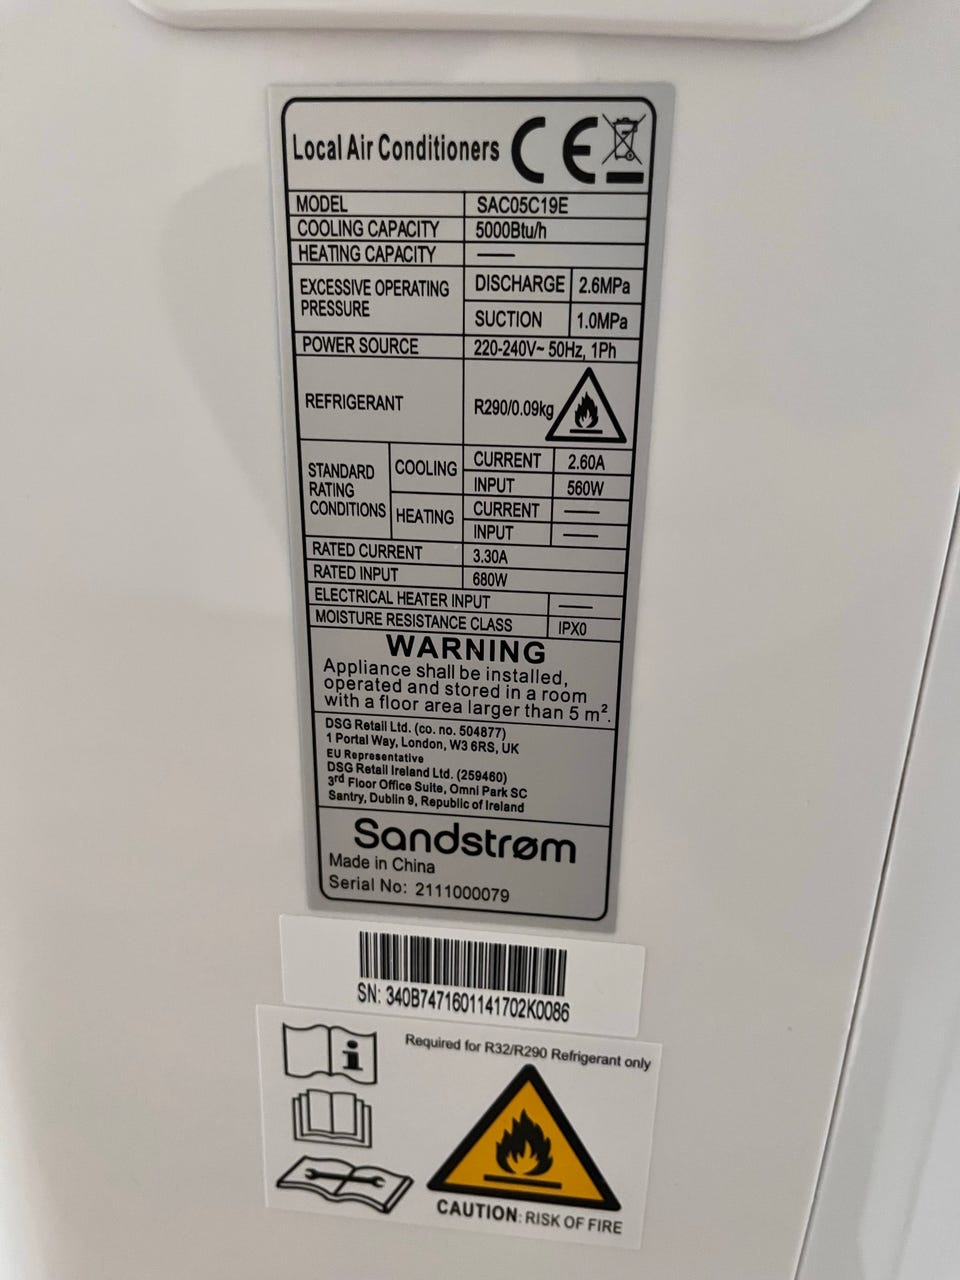 Local Air Conditioners CE
MODEL SAC05C19E
COOLING CAPACITY 5000Btu/h
HEATING CAPACITY ——
EXCESSIVE OPERATING PRESSURE DISCHARGE 2.6MPa
SUCTION 1.0MPa
POWER SOURCE 220-240V~ 50Hz, 1Ph
REFRIGERANT R290/0.09kg
STANDARD RATING CONDITIONS COOLING CURRENT 2.60A
INPUT 560W
HEATING CURRENT ——
INPUT ——
RATED CURRENT 3.30A
RATED INPUT 680W
ELECTRICAL HEATER INPUT ——
MOISTURE RESISTANCE CLASS IPX0
WARNING
Appliance shall be installed,
operated and stored in a room
with a floor area larger than 5 m².
DSG Retail Ltd. (co. no. 504877)
1 Portal Way, London, W3 6RS, UK
EU Representative
DSG Retail Ireland Ltd. (259460)
3rd Floor Office Suite, Omni Park SC
Santry, Dublin 9, Republic of Ireland
Sandstrøm
Made in China
Serial No: 2111000079
SN: 340B7471601141702K0086
Required for R32/R290 Refrigerant only
CAUTION: RISK OF FIRE